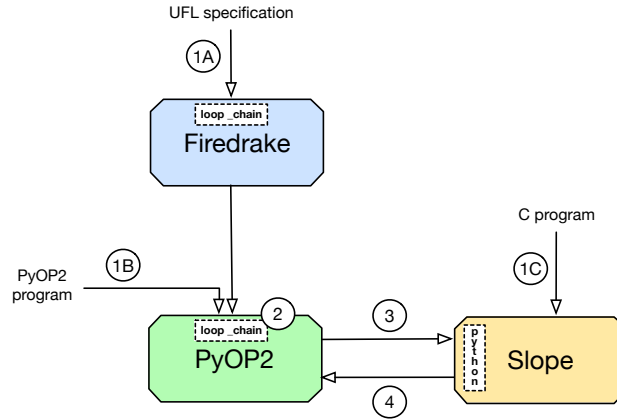 UFL specification
1A
loop _chain
Firedrake
C program
1B
1C
PyOP2
program
2
loop _chain
3
PyOP2
python
Slope
4